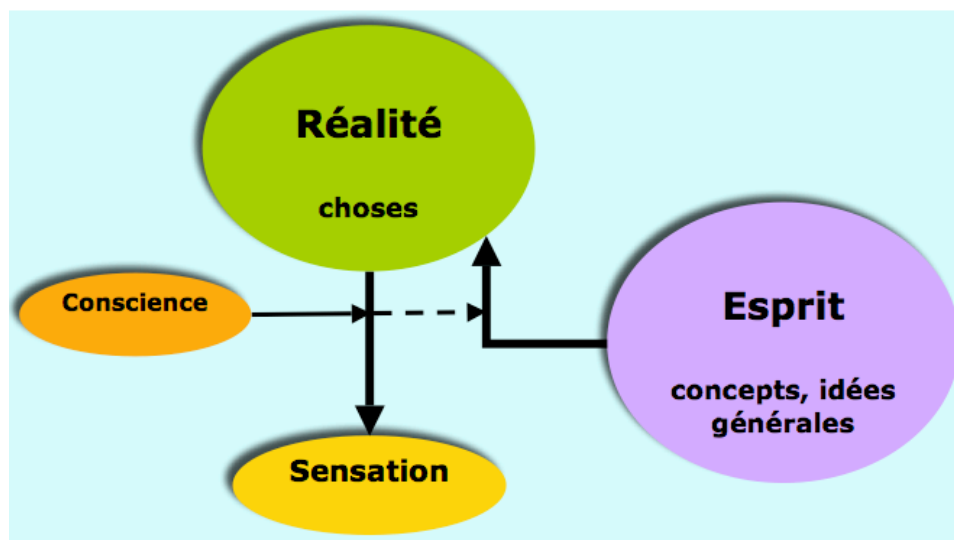 Réalité
choses
Conscience
Esprit
concepts, idées
générales
Sensation